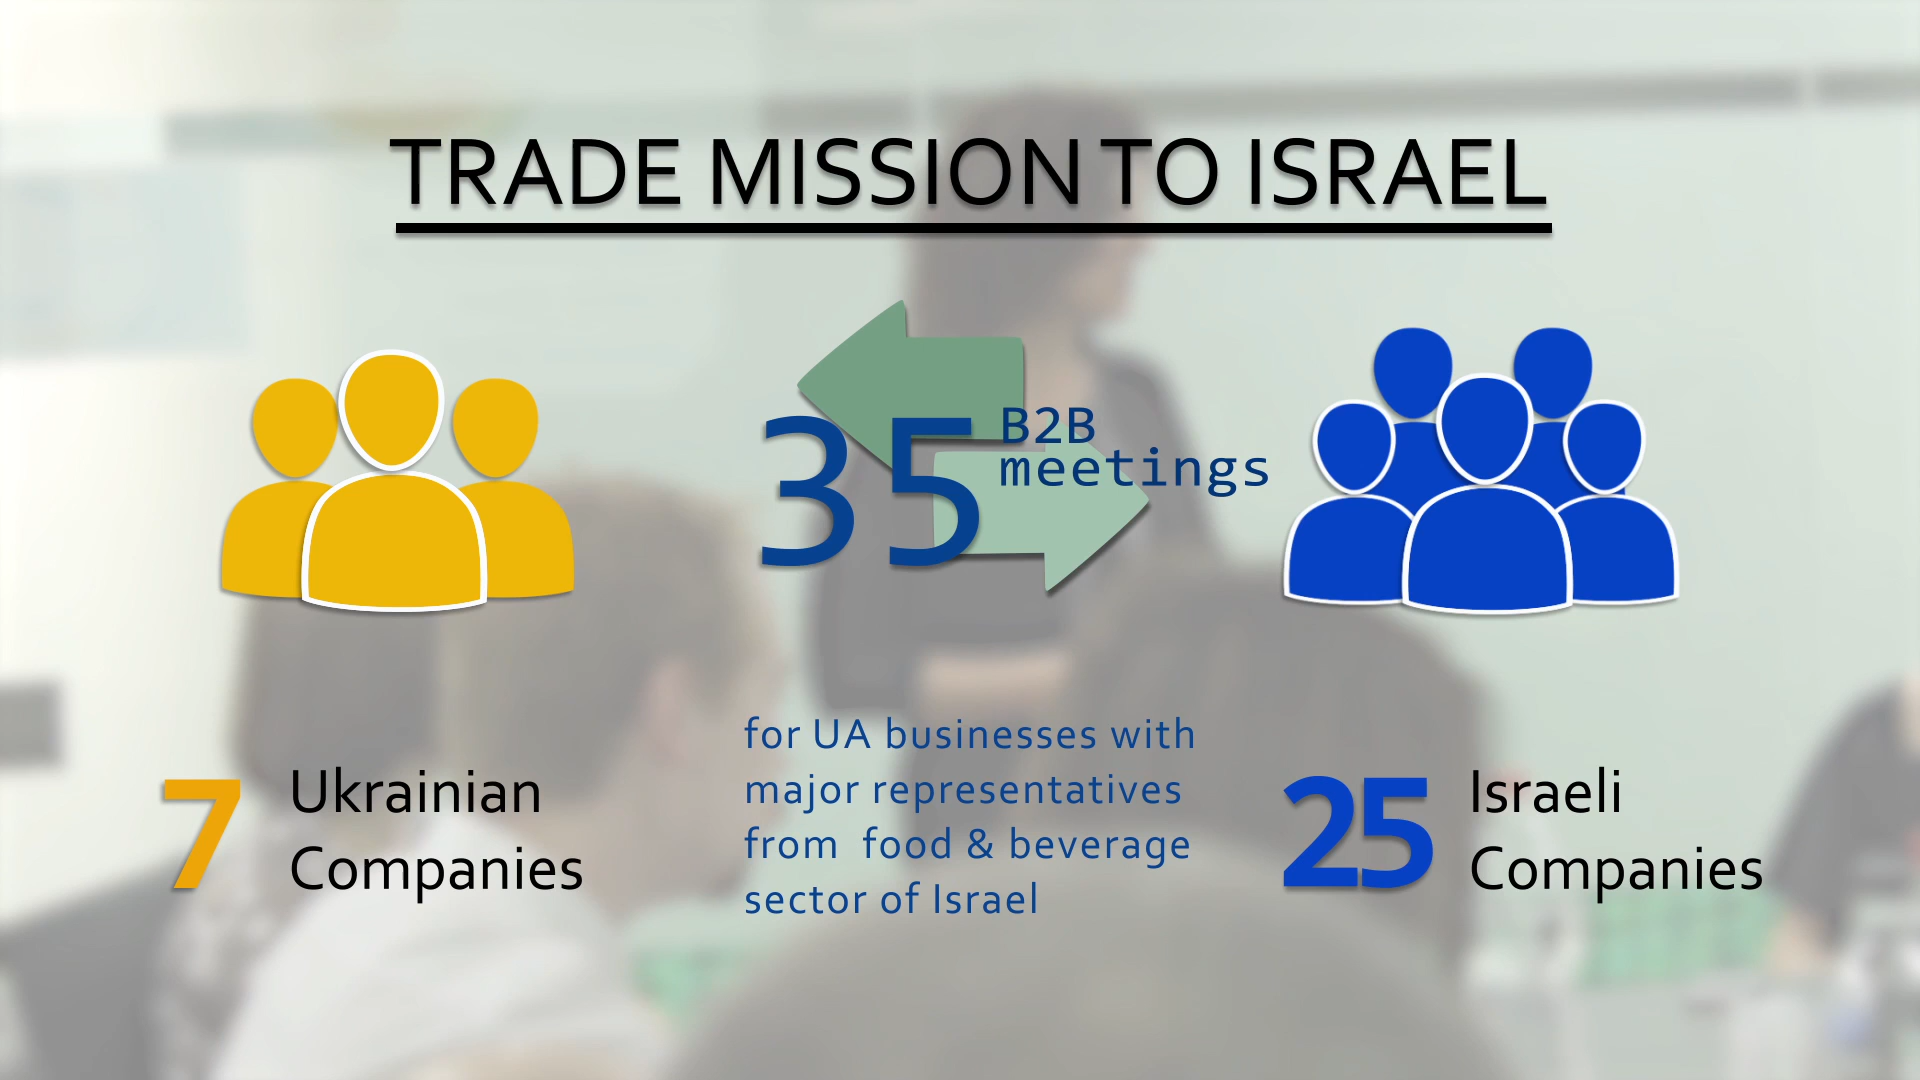 TRADE MISSION TO ISRAEL
35 B2B
meetings
7 Ukrainian
Companies
for UA businesses with
major representatives
from food & beverage
sector of Israel
25 Israeli
Companies